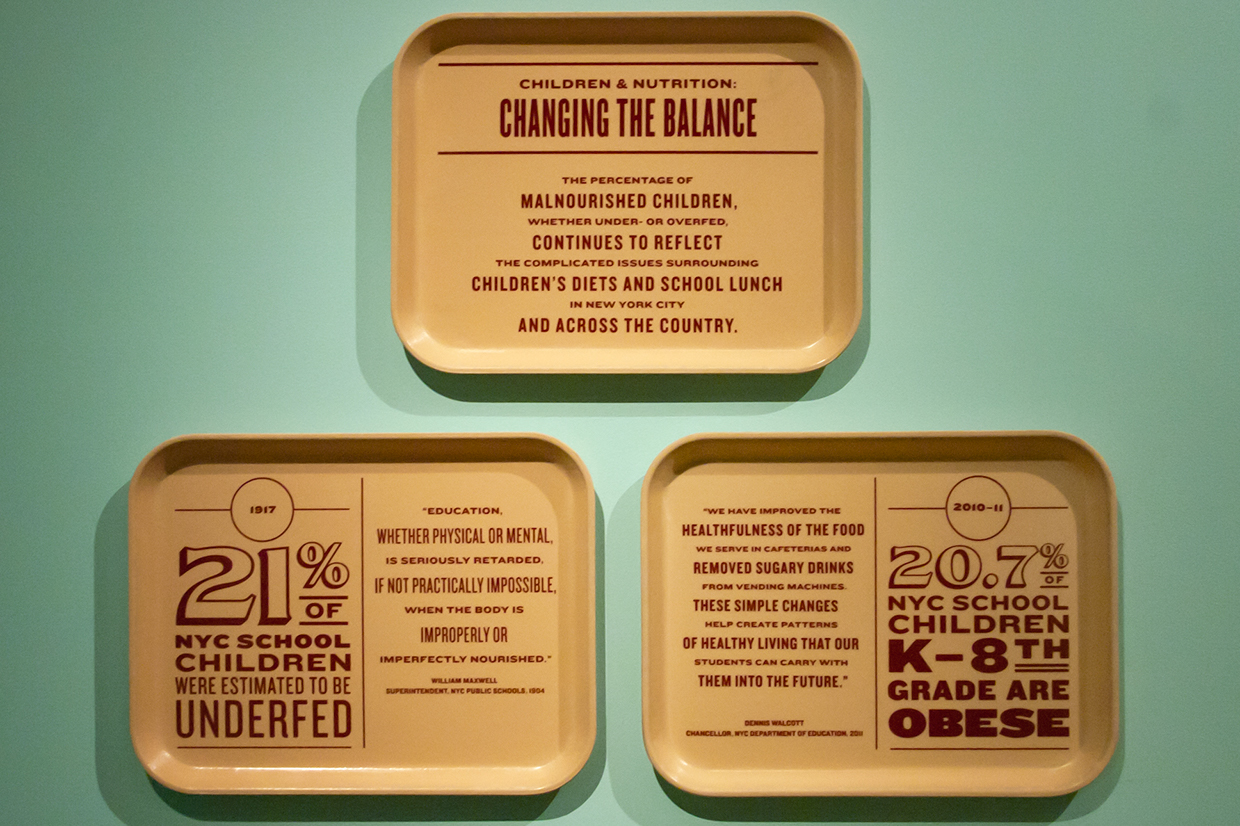 CHILDREN & NUTRITION:
CHANGING THE BALANCE
THE PERCENTAGE OF
MALNOURISHED CHILDREN,
WHETHER UNDER- OR OVERFED,
CONTINUES TO REFLECT
THE COMPLICATED ISSUES SURROUNDING
CHILDREN'S DIETS AND SCHOOL LUNCH
IN NEW YORK CITY
AND ACROSS THE COUNTRY.
1917
21%
OF
NYC SCHOOL
CHILDREN
WERE ESTIMATED TO BE
UNDERFED
"EDUCATION,
WHETHER PHYSICAL OR MENTAL,
IS SERIOUSLY RETARDED,
IF NOT PRACTICALLY IMPOSSIBLE,
WHEN THE BODY IS
IMPROPERLY OR
IMPERFECTLY NOURISHED."
WILLIAM MAXWELL
SUPERINTENDENT, NYC PUBLIC SCHOOLS, 1904
"WE HAVE IMPROVED THE
HEALTHFULNESS OF THE FOOD
WE SERVE IN CAFETERIAS AND
REMOVED SUGARY DRINKS
FROM VENDING MACHINES.
THESE SIMPLE CHANGES
HELP CREATE PATTERNS
OF HEALTHY LIVING THAT OUR
STUDENTS CAN CARRY WITH
THEM INTO THE FUTURE."
DENNIS WALCOTT
CHANCELLOR, NYC DEPARTMENT OF EDUCATION, 2011
2010-11
20.7%
OF
NYC SCHOOL
CHILDREN
K-8TH
GRADE ARE
OBESE